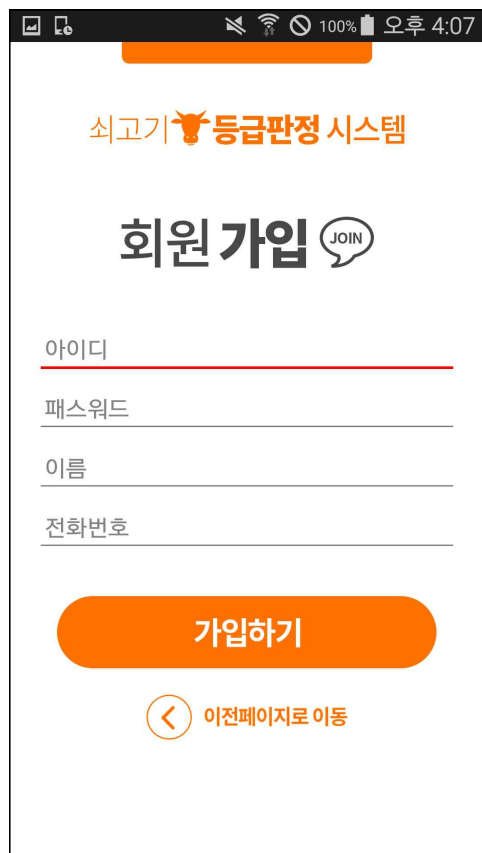 100% 오후 4:07
쇠고기 등급판정 시스템
회원 가입 JOIN
아이디
패스워드
이름
전화번호
가입하기
이전페이지로 이동